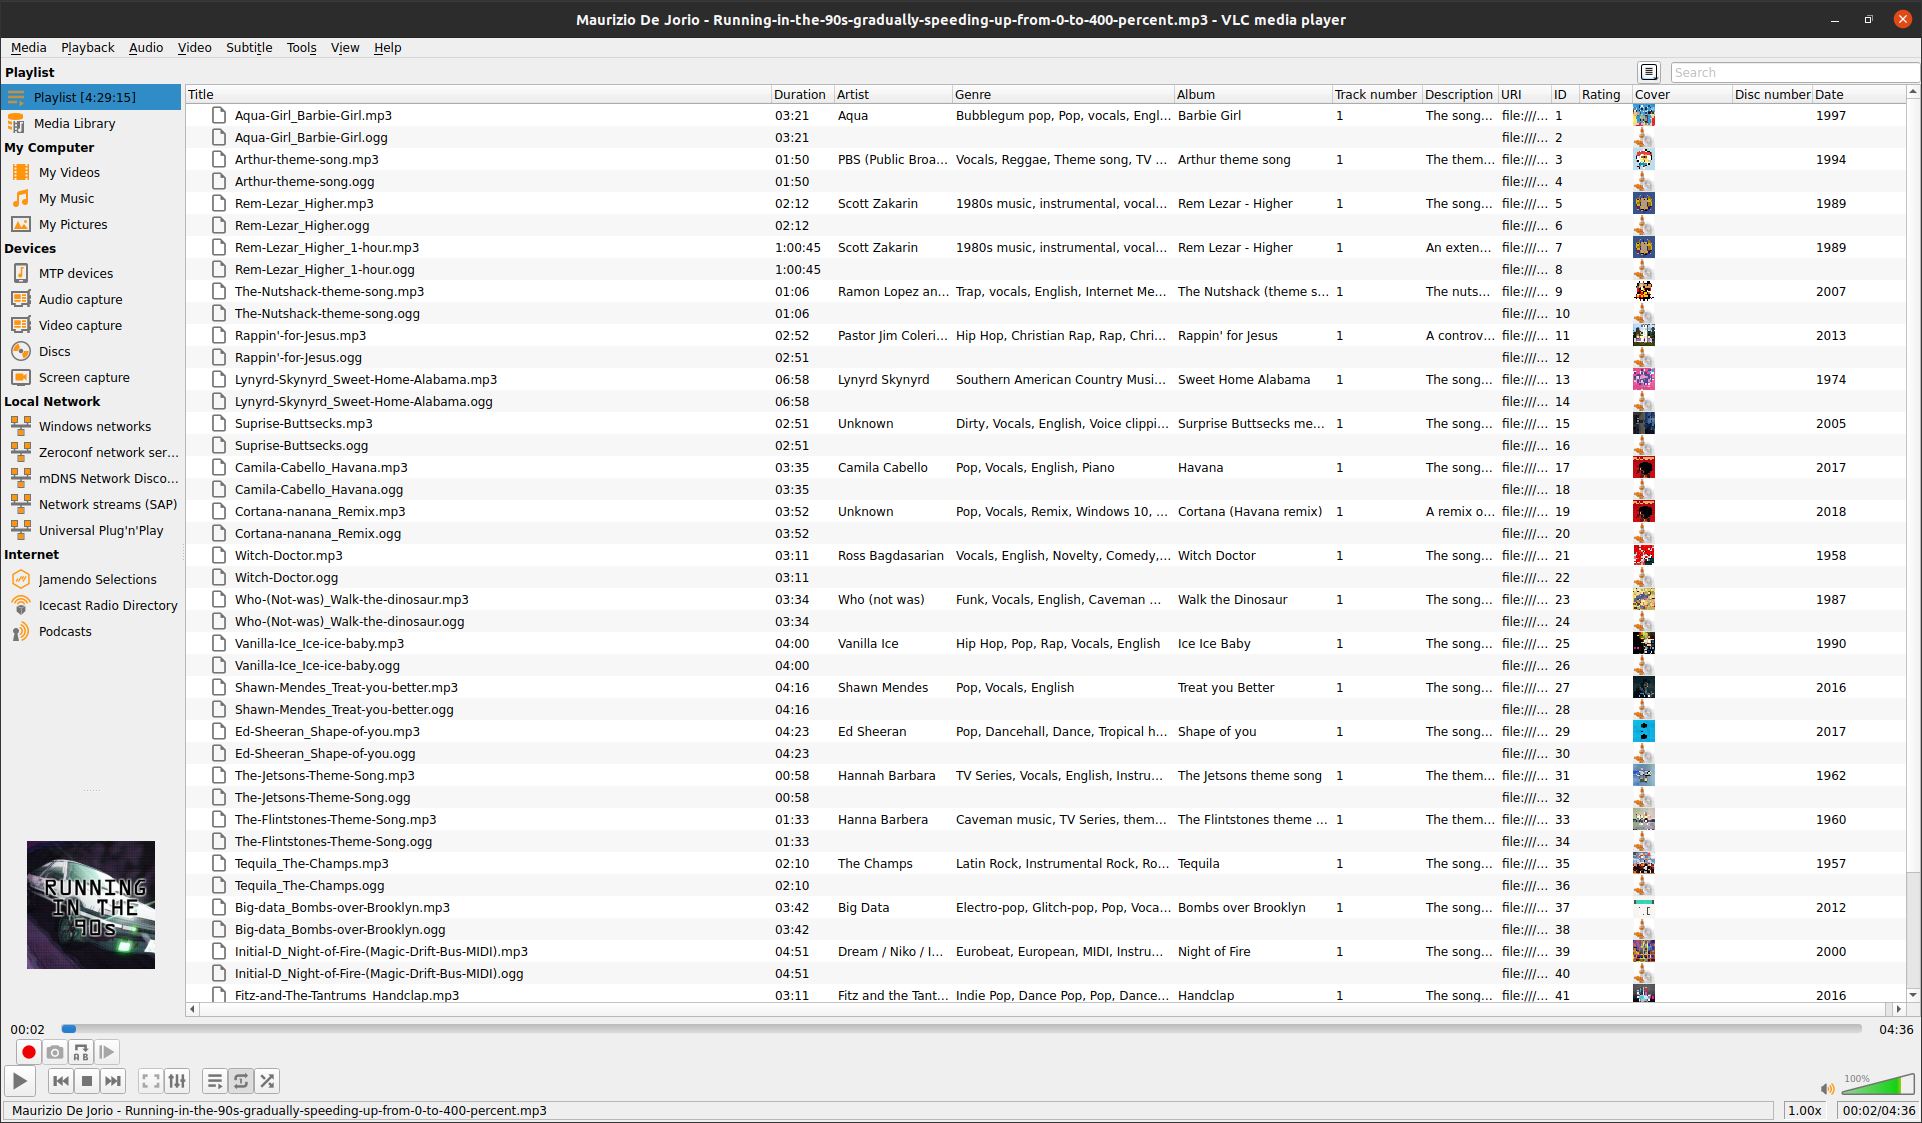 Maurizio De Jorio - Running-in-the-90s-gradually-speeding-up-from-0-to-400-percent.mp3 - VLC media player
Media Playback Audio Video Subtitle Tools View Help
Playlist Search
Playlist [4:29:15]
Media Library
My Computer
My Videos
My Music
My Pictures
Devices
MTP devices
Audio capture
Video capture
Discs
Screen capture
Local Network
Windows networks
Zeroconf network ser...
mDNS Network Disco...
Network streams (SAP)
Universal Plug'n'Play
Internet
Jamendo Selections
Icecast Radio Directory
Podcasts
RUNNING
IN THE
90s
Title Duration Artist Genre Album Track number Description URI ID Rating Cover Disc number Date
Aqua-Girl_Barbie-Girl.mp3 03:21 Aqua Bubblegum pop, Pop, vocals, Engl... Barbie Girl 1 The song... file:///... 1 1997
Aqua-Girl_Barbie-Girl.ogg 03:21 file:///... 2
Arthur-theme-song.mp3 01:50 PBS (Public Broa... Vocals, Reggae, Theme song, TV ... Arthur theme song 1 The them... file:///... 3 1994
Arthur-theme-song.ogg 01:50 file:///... 4
Rem-Lezar_Higher.mp3 02:12 Scott Zakarin 1980s music, instrumental, vocal... Rem Lezar - Higher 1 The song... file:///... 5 1989
Rem-Lezar_Higher.ogg 02:12 file:///... 6
Rem-Lezar_Higher_1-hour.mp3 1:00:45 Scott Zakarin 1980s music, instrumental, vocal... Rem Lezar - Higher 1 An exten... file:///... 7 1989
Rem-Lezar_Higher_1-hour.ogg 1:00:45 file:///... 8
The-Nutshack-theme-song.mp3 01:06 Ramon Lopez an... Trap, vocals, English, Internet Me... The Nutshack (theme s... 1 The nuts... file:///... 9 2007
The-Nutshack-theme-song.ogg 01:06 file:///... 10
Rappin'-for-Jesus.mp3 02:52 Pastor Jim Coleri... Hip Hop, Christian Rap, Rap, Chri... Rappin' for Jesus 1 A controv... file:///... 11 2013
Rappin'-for-Jesus.ogg 02:51 file:///... 12
Lynyrd-Skynyrd_Sweet-Home-Alabama.mp3 06:58 Lynyrd Skynyrd Southern American Country Musi... Sweet Home Alabama 1 The song... file:///... 13 1974
Lynyrd-Skynyrd_Sweet-Home-Alabama.ogg 06:58 file:///... 14
Suprise-Buttsecks.mp3 02:51 Unknown Dirty, Vocals, English, Voice clippi... Surprise Buttsecks me... 1 The song... file:///... 15 2005
Suprise-Buttsecks.ogg 02:51 file:///... 16
Camila-Cabello_Havana.mp3 03:35 Camila Cabello Pop, Vocals, English, Piano Havana 1 The song... file:///... 17 2017
Camila-Cabello_Havana.ogg 03:35 file:///... 18
Cortana-nanana_Remix.mp3 03:52 Unknown Pop, Vocals, Remix, Windows 10, ... Cortana (Havana remix) 1 A remix o... file:///... 19 2018
Cortana-nanana_Remix.ogg 03:52 file:///... 20
Witch-Doctor.mp3 03:11 Ross Bagdasarian Vocals, English, Novelty, Comedy,... Witch Doctor 1 The song... file:///... 21 1958
Witch-Doctor.ogg 03:11 file:///... 22
Who-(Not-was)_Walk-the-dinosaur.mp3 03:34 Who (not was) Funk, Vocals, English, Caveman ... Walk the Dinosaur 1 The song... file:///... 23 1987
Who-(Not-was)_Walk-the-dinosaur.ogg 03:34 file:///... 24
Vanilla-Ice_Ice-ice-baby.mp3 04:00 Vanilla Ice Hip Hop, Pop, Rap, Vocals, English Ice Ice Baby 1 The song... file:///... 25 1990
Vanilla-Ice_Ice-ice-baby.ogg 04:00 file:///... 26
Shawn-Mendes_Treat-you-better.mp3 04:16 Shawn Mendes Pop, Vocals, English Treat you Better 1 The song... file:///... 27 2016
Shawn-Mendes_Treat-you-better.ogg 04:16 file:///... 28
Ed-Sheeran_Shape-of-you.mp3 04:23 Ed Sheeran Pop, Dancehall, Dance, Tropical h... Shape of you 1 The song... file:///... 29 2017
Ed-Sheeran_Shape-of-you.ogg 04:23 file:///... 30
The-Jetsons-Theme-Song.mp3 00:58 Hannah Barbara TV Series, Vocals, English, Instru... The Jetsons theme song 1 The them... file:///... 31 1962
The-Jetsons-Theme-Song.ogg 00:58 file:///... 32
The-Flintstones-Theme-Song.mp3 01:33 Hanna Barbera Caveman music, TV Series, them... The Flintstones theme ... 1 The them... file:///... 33 1960
The-Flintstones-Theme-Song.ogg 01:33 file:///... 34
Tequila_The-Champs.mp3 02:10 The Champs Latin Rock, Instrumental Rock, Ro... Tequila 1 The song... file:///... 35 1957
Tequila_The-Champs.ogg 02:10 file:///... 36
Big-data_Bombs-over-Brooklyn.mp3 03:42 Big Data Electro-pop, Glitch-pop, Pop, Voca... Bombs over Brooklyn 1 The song... file:///... 37 2012
Big-data_Bombs-over-Brooklyn.ogg 03:42 file:///... 38
Initial-D_Night-of-Fire-(Magic-Drift-Bus-MIDI).mp3 04:51 Dream / Niko / I... Eurobeat, European, MIDI, Instru... Night of Fire 1 The song... file:///... 39 2000
Initial-D_Night-of-Fire-(Magic-Drift-Bus-MIDI).ogg 04:51 file:///... 40
Fitz-and-The-Tantrums_Handclap.mp3 03:11 Fitz and the Tant... Indie Pop, Dance Pop, Pop, Dance... Handclap 1 The song... file:///... 41 2016
00:02 04:36
A B
100%
Maurizio De Jorio - Running-in-the-90s-gradually-speeding-up-from-0-to-400-percent.mp3 1.00x 00:02/04:36